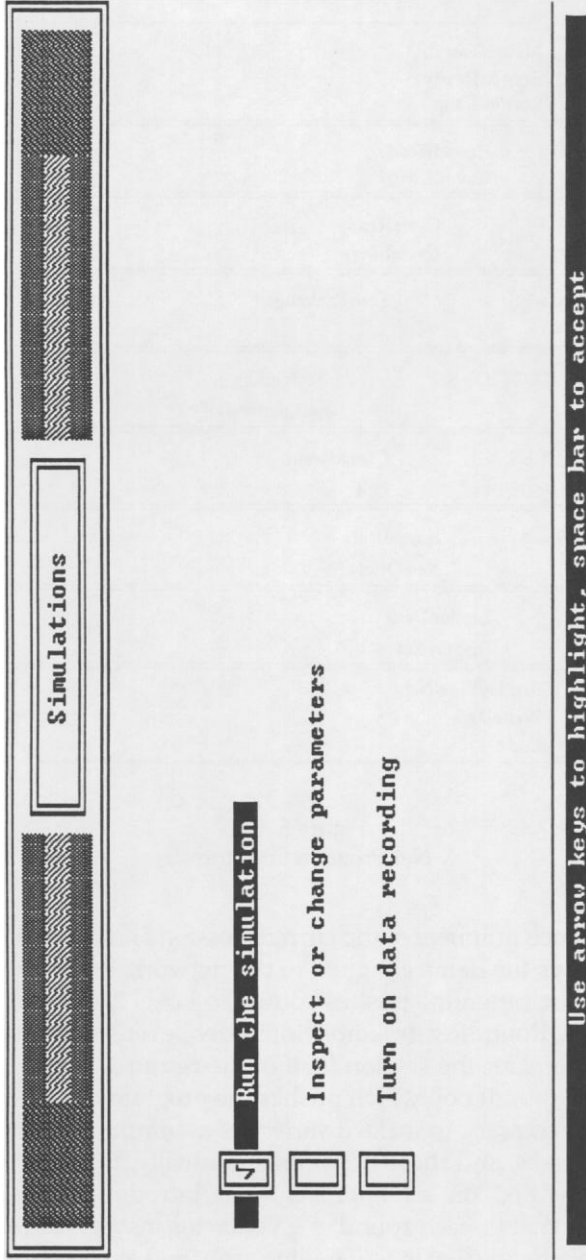 Simulations
Run the simulation
Inspect or change parameters
Turn on data recording
Use arrow keys to highlight, space bar to accept